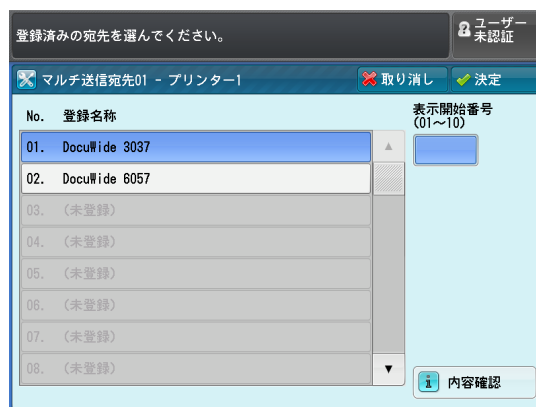 登録済みの宛先を選んでください。
ユーザー
未認証
マルチ送信宛先01 - プリンター1
取り消し
決定
No. 登録名称
表示開始番号
(01～10)
01. DocuWide 3037
02. DocuWide 6057
03. (未登録)
04. (未登録)
05. (未登録)
06. (未登録)
07. (未登録)
08. (未登録)
内容確認